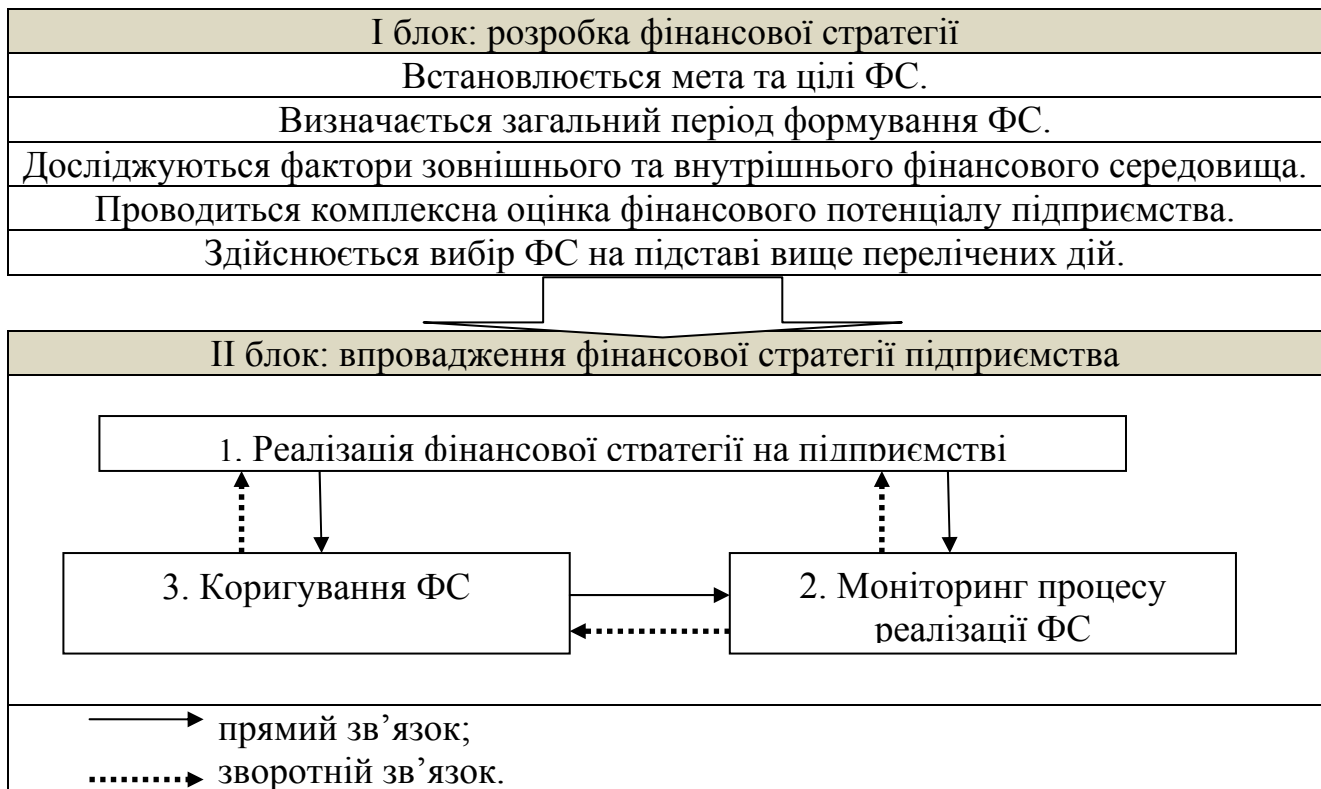 І блок: розробка фінансової стратегії
Встановлюється мета та цілі ФС.
Визначається загальний період формування ФС.
Досліджуються фактори зовнішнього та внутрішнього фінансового середовища.
Проводиться комплексна оцінка фінансового потенціалу підприємства.
Здійснюється вибір ФС на підставі вище перелічених дій.
ІІ блок: впровадження фінансової стратегії підприємства
1. Реалізація фінансової стратегії на підприємстві
3. Коригування ФС
2. Моніторинг процесу
реалізації ФС
прямий зв’язок;
зворотній зв’язок.